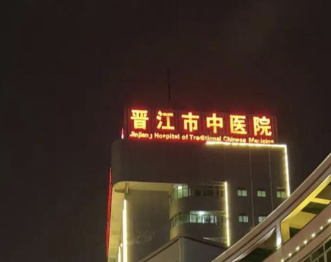 晋江市中医院
Jinjiang Hospital of Traditional Chinese Medicine